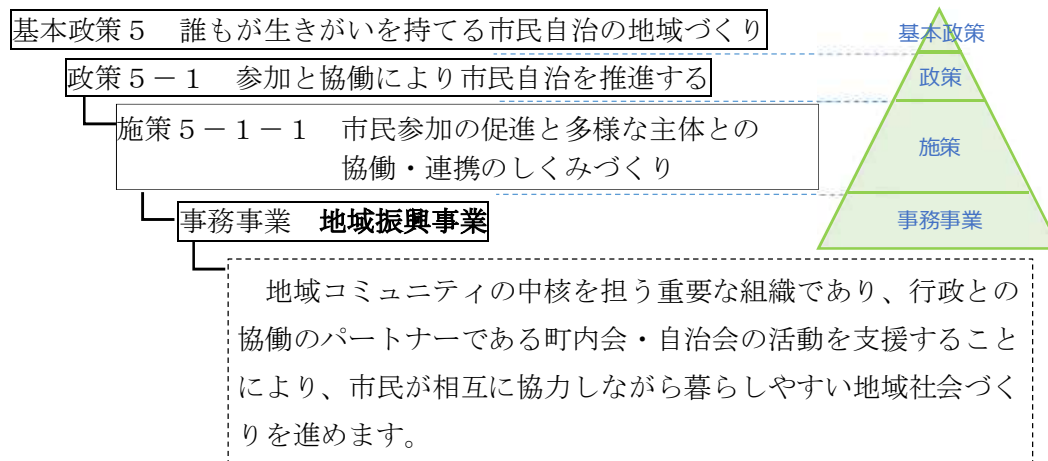 基本政策5　誰もが生きがいを持てる市民自治の地域づくり
政策5-1　参加と協働により市民自治を推進する
施策5-1-1　市民参加の促進と多様な主体との
協働・連携のしくみづくり
事務事業　地域振興事業
地域コミュニティの中核を担う重要な組織であり、行政との
協働のパートナーである町内会・自治会の活動を支援すること
により、市民が相互に協力しながら暮らしやすい地域社会づく
りを進めます。
基本政策
政策
施策
事務事業